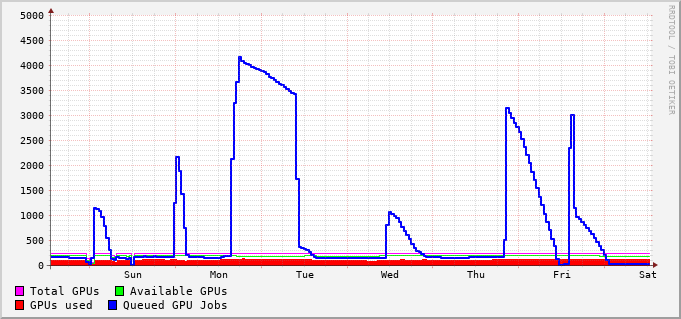 5000
4500
4000
3500
3000
2500
2000
1500
1000
500
0
Sun Mon Tue Wed Thu Fri Sat
Total GPUs Available GPUs
GPUs used Queued GPU Jobs
RRDTOOL / TOBI OETIKER